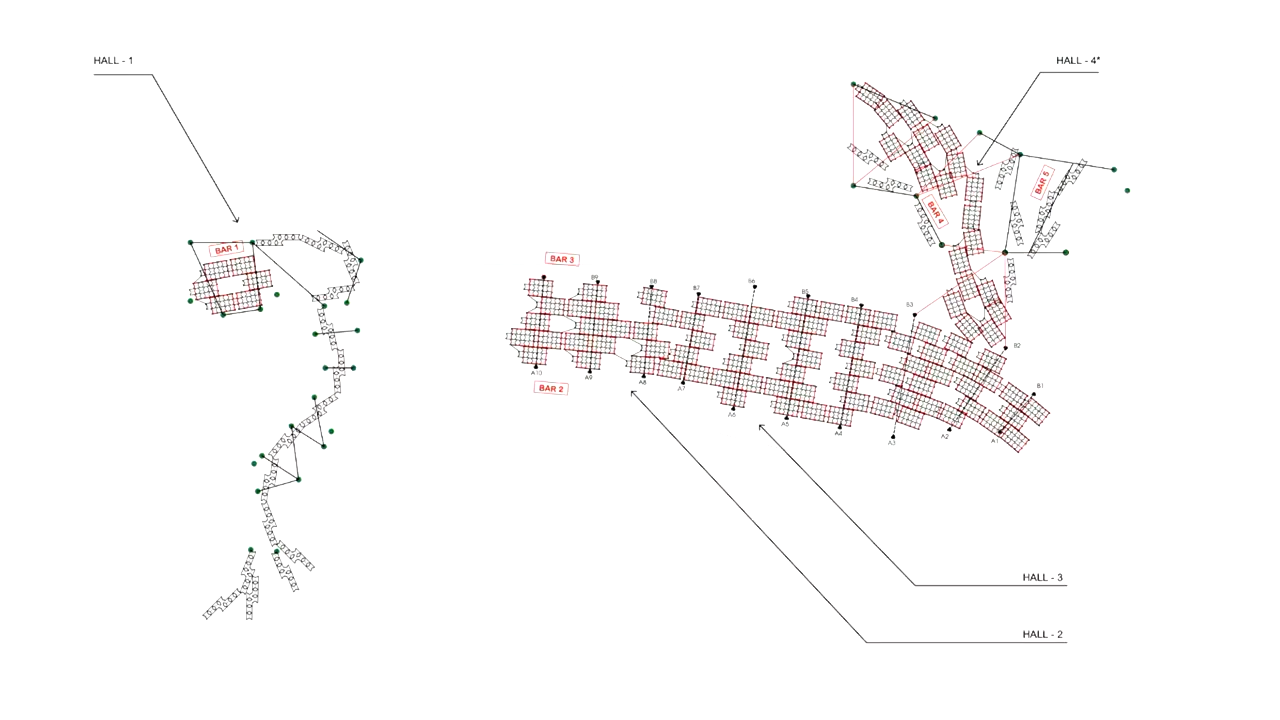 HALL - 1
HALL - 4*
BAR 5
BAR 4
BAR 1
BAR 3
B9
B8
B7
B6
B5
B4
B3
B2
B1
A10
A9
A8
A7
A6
A5
A4
A3
A2
A1
BAR 2
HALL - 3
HALL - 2